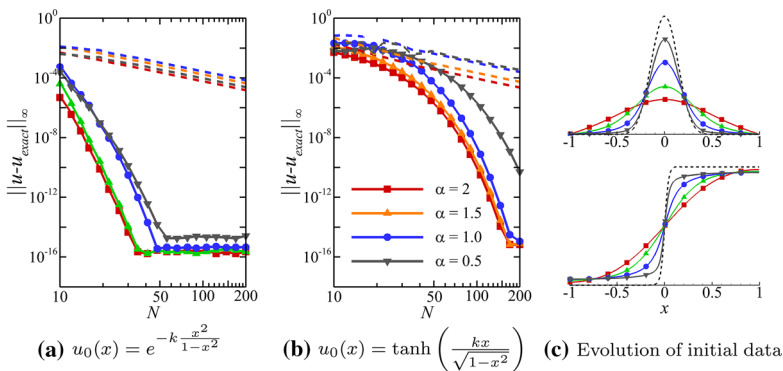 10^0
10^-4
10^-8
10^-12
10^-16
||u-u_exact||_∞
10 50 100 200
N
10^0
10^-4
10^-8
10^-12
10^-16
||u-u_exact||_∞
α = 2
α = 1.5
α = 1.0
α = 0.5
10 50 100 200
N
-1 -0.5 0 0.5 1
-1 -0.5 0 0.5 1
x
(a) u_0(x) = e^{-k \frac{x^2}{1-x^2}}
(b) u_0(x) = tanh ( \frac{kx}{\sqrt{1-x^2}} )
(c) Evolution of initial data